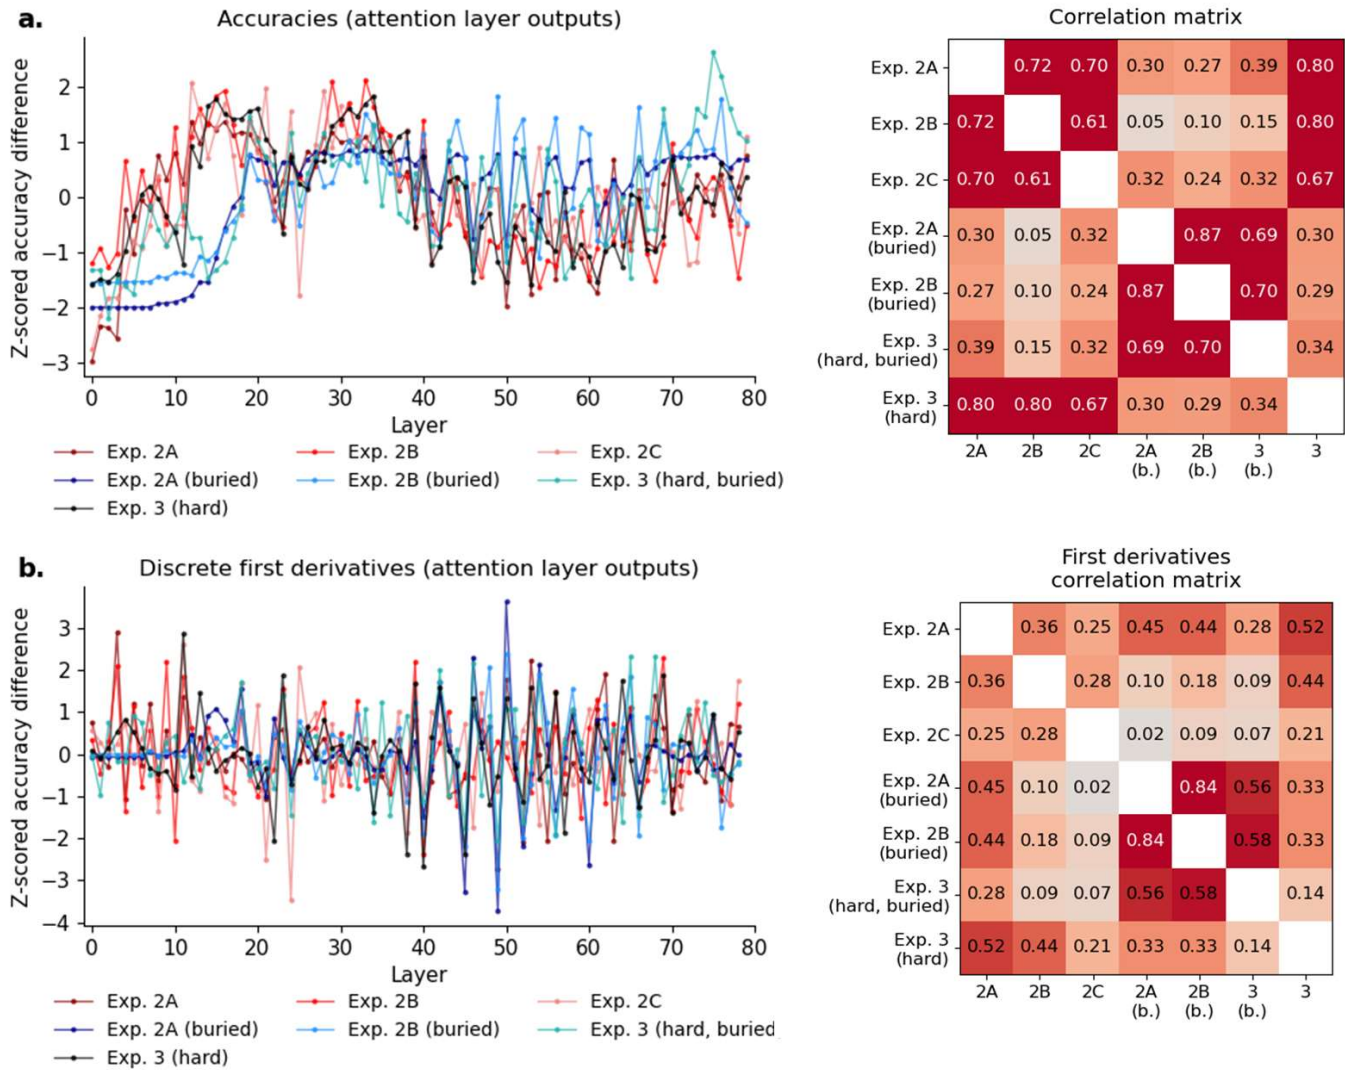 a.
Accuracies (attention layer outputs)
Z-scored accuracy difference
2
1
0
−1
−2
−3
0 10 20 30 40 50 60 70 80
Layer
Exp. 2A Exp. 2B Exp. 2C
Exp. 2A (buried) Exp. 2B (buried) Exp. 3 (hard, buried)
Exp. 3 (hard)
Correlation matrix
Exp. 2A 0.72 0.70 0.30 0.27 0.39 0.80
Exp. 2B 0.72 0.61 0.05 0.10 0.15 0.80
Exp. 2C 0.70 0.61 0.32 0.24 0.32 0.67
Exp. 2A
(buried) 0.30 0.05 0.32 0.87 0.69 0.30
Exp. 2B
(buried) 0.27 0.10 0.24 0.87 0.70 0.29
Exp. 3
(hard, buried) 0.39 0.15 0.32 0.69 0.70 0.34
Exp. 3
(hard) 0.80 0.80 0.67 0.30 0.29 0.34
2A 2B 2C 2A 2B 3 3
(b.) (b.) (b.)
b.
Discrete first derivatives (attention layer outputs)
Z-scored accuracy difference
3
2
1
0
−1
−2
−3
−4
0 10 20 30 40 50 60 70 80
Layer
Exp. 2A Exp. 2B Exp. 2C
Exp. 2A (buried) Exp. 2B (buried) Exp. 3 (hard, buried
Exp. 3 (hard)
First derivatives
correlation matrix
Exp. 2A 0.36 0.25 0.45 0.44 0.28 0.52
Exp. 2B 0.36 0.28 0.10 0.18 0.09 0.44
Exp. 2C 0.25 0.28 0.02 0.09 0.07 0.21
Exp. 2A
(buried) 0.45 0.10 0.02 0.84 0.56 0.33
Exp. 2B
(buried) 0.44 0.18 0.09 0.84 0.58 0.33
Exp. 3
(hard, buried) 0.28 0.09 0.07 0.56 0.58 0.14
Exp. 3
(hard) 0.52 0.44 0.21 0.33 0.33 0.14
2A 2B 2C 2A 2B 3 3
(b.) (b.) (b.)